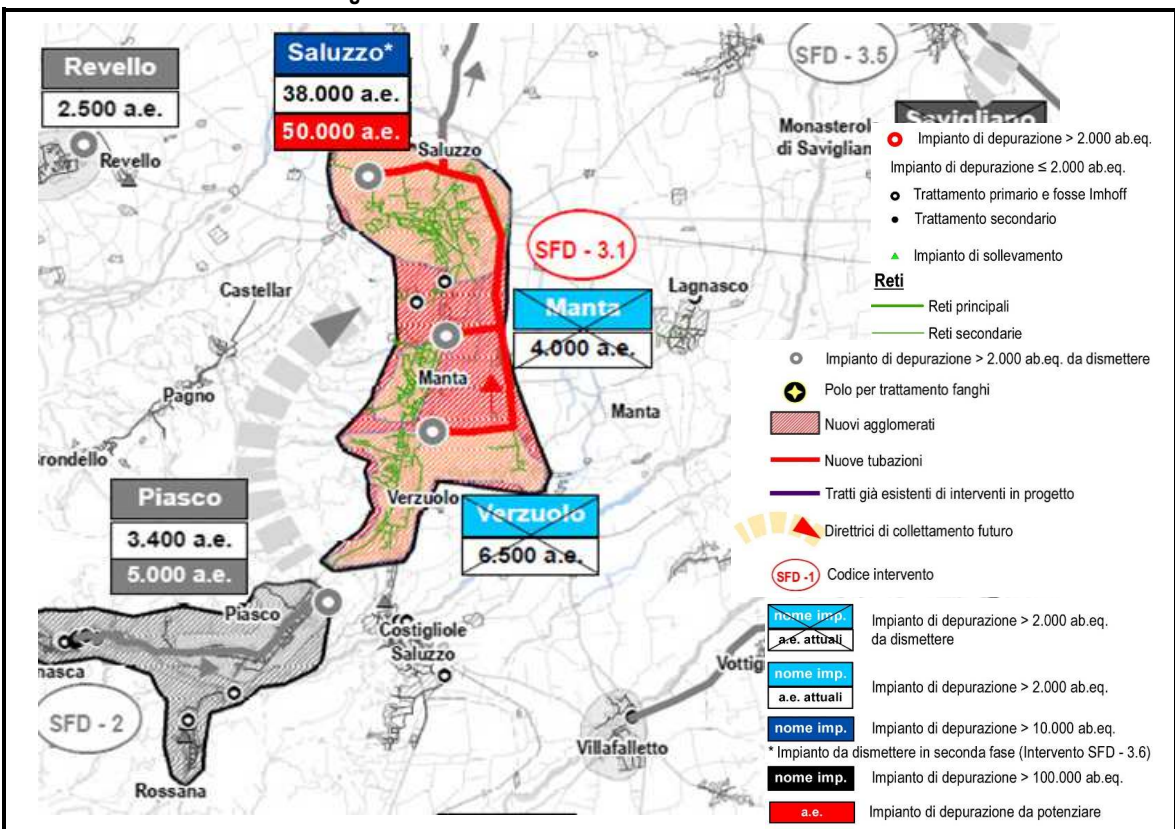 Revello
2.500 a.e.
Revello
Saluzzo*
38.000 a.e.
50.000 a.e.
Saluzzo
SFD - 3.5
Savigliano
Monasterol
di Savigliano
SFD - 3.1
Castellar
Manta
4.000 a.e.
Lagnasco
Pagno
Manta
Manta
rondello
Piasco
3.400 a.e.
5.000 a.e.
Verzuolo
Verzuolo
6.500 a.e.
Piasco
Costigliole
Saluzzo
nasca
SFD - 2
Rossana
Vottig
Villafalletto
Impianto di depurazione > 2.000 ab.eq.
Impianto di depurazione ≤ 2.000 ab.eq.
Trattamento primario e fosse Imhoff
Trattamento secondario
Impianto di sollevamento
Reti
Reti principali
Reti secondarie
Impianto di depurazione > 2.000 ab.eq. da dismettere
Polo per trattamento fanghi
Nuovi agglomerati
Nuove tubazioni
Tratti già esistenti di interventi in progetto
Direttrici di collettamento futuro
SFD -1 Codice intervento
nome imp.
a.e. attuali
Impianto di depurazione > 2.000 ab.eq.
da dismettere
nome imp.
a.e. attuali
Impianto di depurazione > 2.000 ab.eq.
nome imp. Impianto di depurazione > 10.000 ab.eq.
* Impianto da dismettere in seconda fase (Intervento SFD - 3.6)
nome imp. Impianto di depurazione > 100.000 ab.eq.
a.e. Impianto di depurazione da potenziare